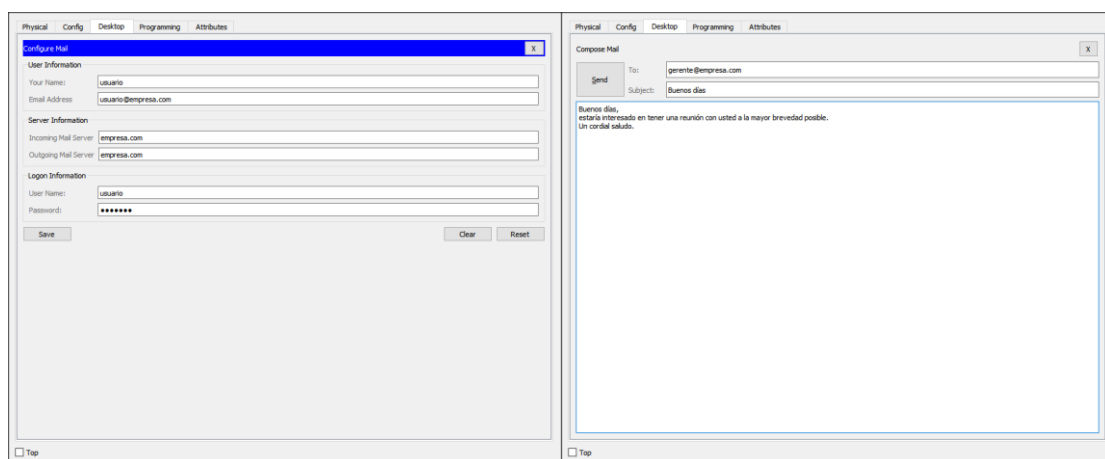 Physical Config Desktop Programming Attributes
Configure Mail X
User Information
Your Name: usuario
Email Address usuario@empresa.com
Server Information
Incoming Mail Server empresa.com
Outgoing Mail Server empresa.com
Logon Information
User Name: usuario
Password: •••••••
Save Clear Reset
Top
Physical Config Desktop Programming Attributes
Compose Mail X
Send
To: gerente@empresa.com
Subject: Buenos días
Buenos días,
estaría interesado en tener una reunión con usted a la mayor brevedad posible.
Un cordial saludo.
Top